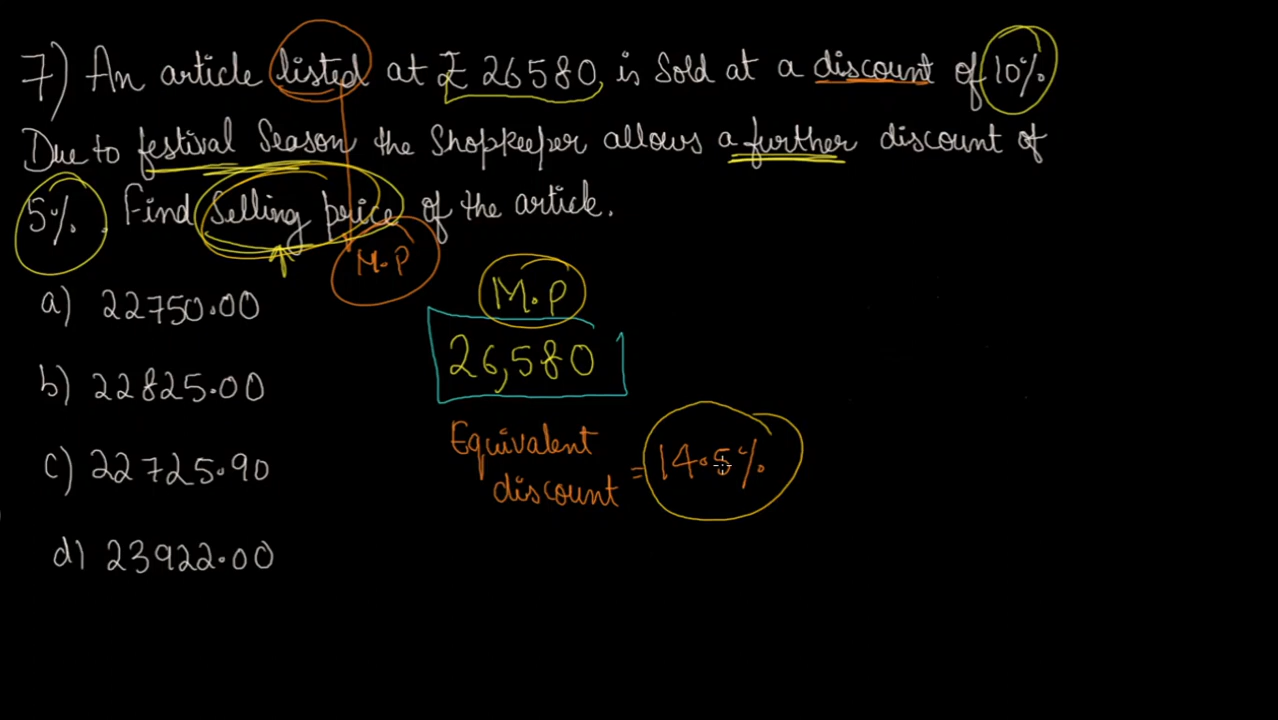 7) An article listed at ₹ 26580, is sold at a discount of 10%
Due to festival Season the Shopkeeper allows a further discount of
5%. Find Selling price of the article.
M.P
a) 22750.00
M.P
26,580
b) 22825.00
Equivalent
discount = 14.5%
c) 22725.90
d) 23922.00